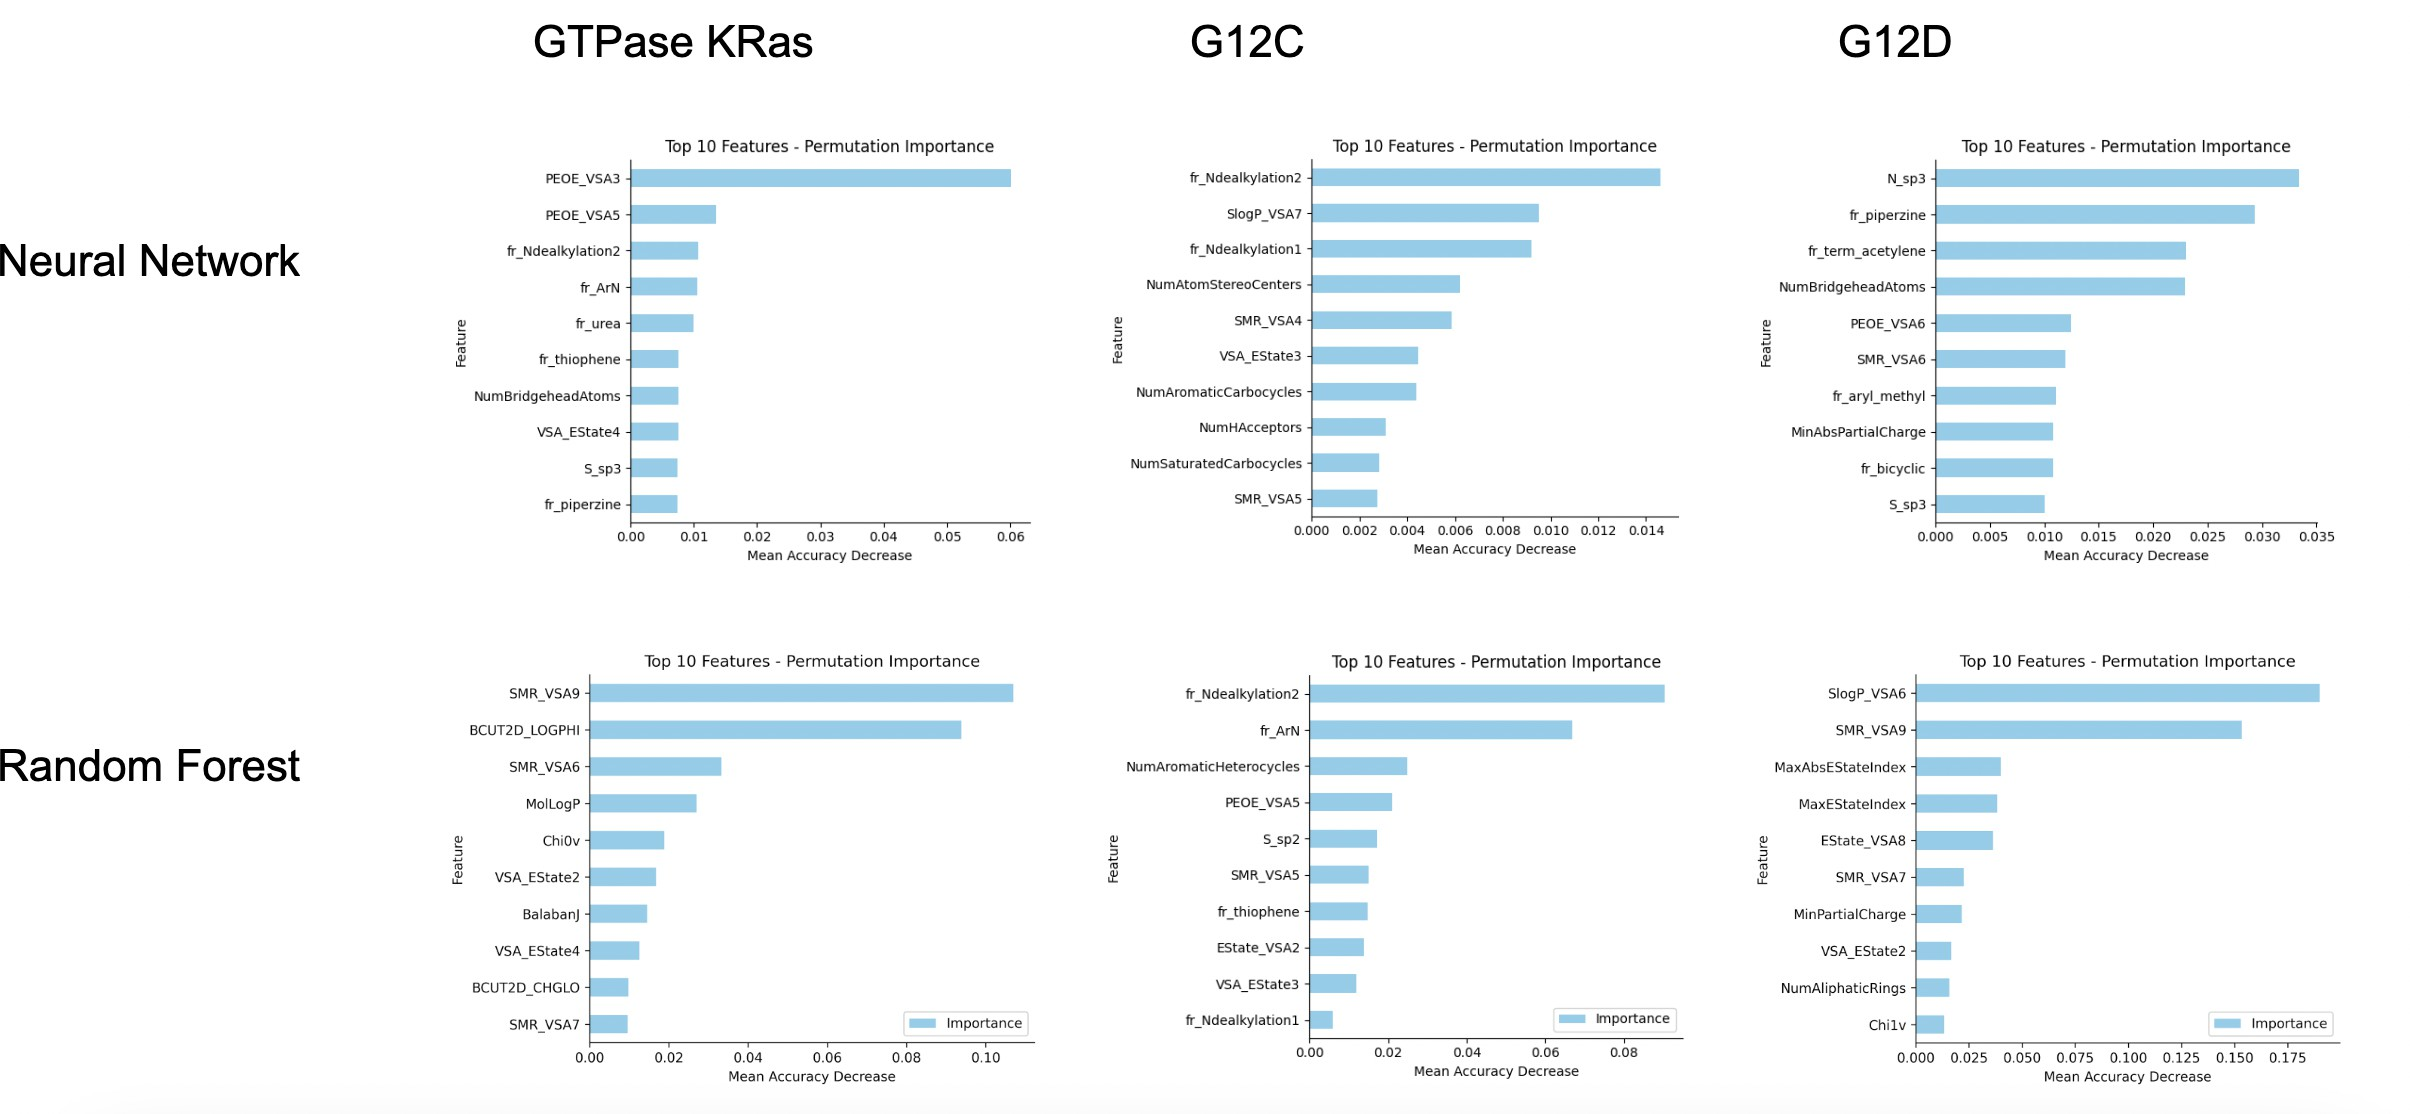 GTPase KRas
G12C
G12D
Neural Network
Top 10 Features - Permutation Importance
Feature
PEOE_VSA3
PEOE_VSA5
fr_Ndealkylation2
fr_ArN
fr_urea
fr_thiophene
NumBridgeheadAtoms
VSA_EState4
S_sp3
fr_piperzine
0.00 0.01 0.02 0.03 0.04 0.05 0.06
Mean Accuracy Decrease
Top 10 Features - Permutation Importance
Feature
fr_Ndealkylation2
SlogP_VSA7
fr_Ndealkylation1
NumAtomStereoCenters
SMR_VSA4
VSA_EState3
NumAromaticCarbocycles
NumHAcceptors
NumSaturatedCarbocycles
SMR_VSA5
0.000 0.002 0.004 0.006 0.008 0.010 0.012 0.014
Mean Accuracy Decrease
Top 10 Features - Permutation Importance
Feature
N_sp3
fr_piperzine
fr_term_acetylene
NumBridgeheadAtoms
PEOE_VSA6
SMR_VSA6
fr_aryl_methyl
MinAbsPartialCharge
fr_bicyclic
S_sp3
0.000 0.005 0.010 0.015 0.020 0.025 0.030 0.035
Mean Accuracy Decrease
Random Forest
Top 10 Features - Permutation Importance
Feature
SMR_VSA9
BCUT2D_LOGPHI
SMR_VSA6
MolLogP
Chi0v
VSA_EState2
BalabanJ
VSA_EState4
BCUT2D_CHGLO
SMR_VSA7
Importance
0.00 0.02 0.04 0.06 0.08 0.10
Mean Accuracy Decrease
Top 10 Features - Permutation Importance
Feature
fr_Ndealkylation2
fr_ArN
NumAromaticHeterocycles
PEOE_VSA5
S_sp2
SMR_VSA5
fr_thiophene
EState_VSA2
VSA_EState3
fr_Ndealkylation1
Importance
0.00 0.02 0.04 0.06 0.08
Mean Accuracy Decrease
Top 10 Features - Permutation Importance
Feature
SlogP_VSA6
SMR_VSA9
MaxAbsEStateIndex
MaxEStateIndex
EState_VSA8
SMR_VSA7
MinPartialCharge
VSA_EState2
NumAliphaticRings
Chi1v
Importance
0.000 0.025 0.050 0.075 0.100 0.125 0.150 0.175
Mean Accuracy Decrease